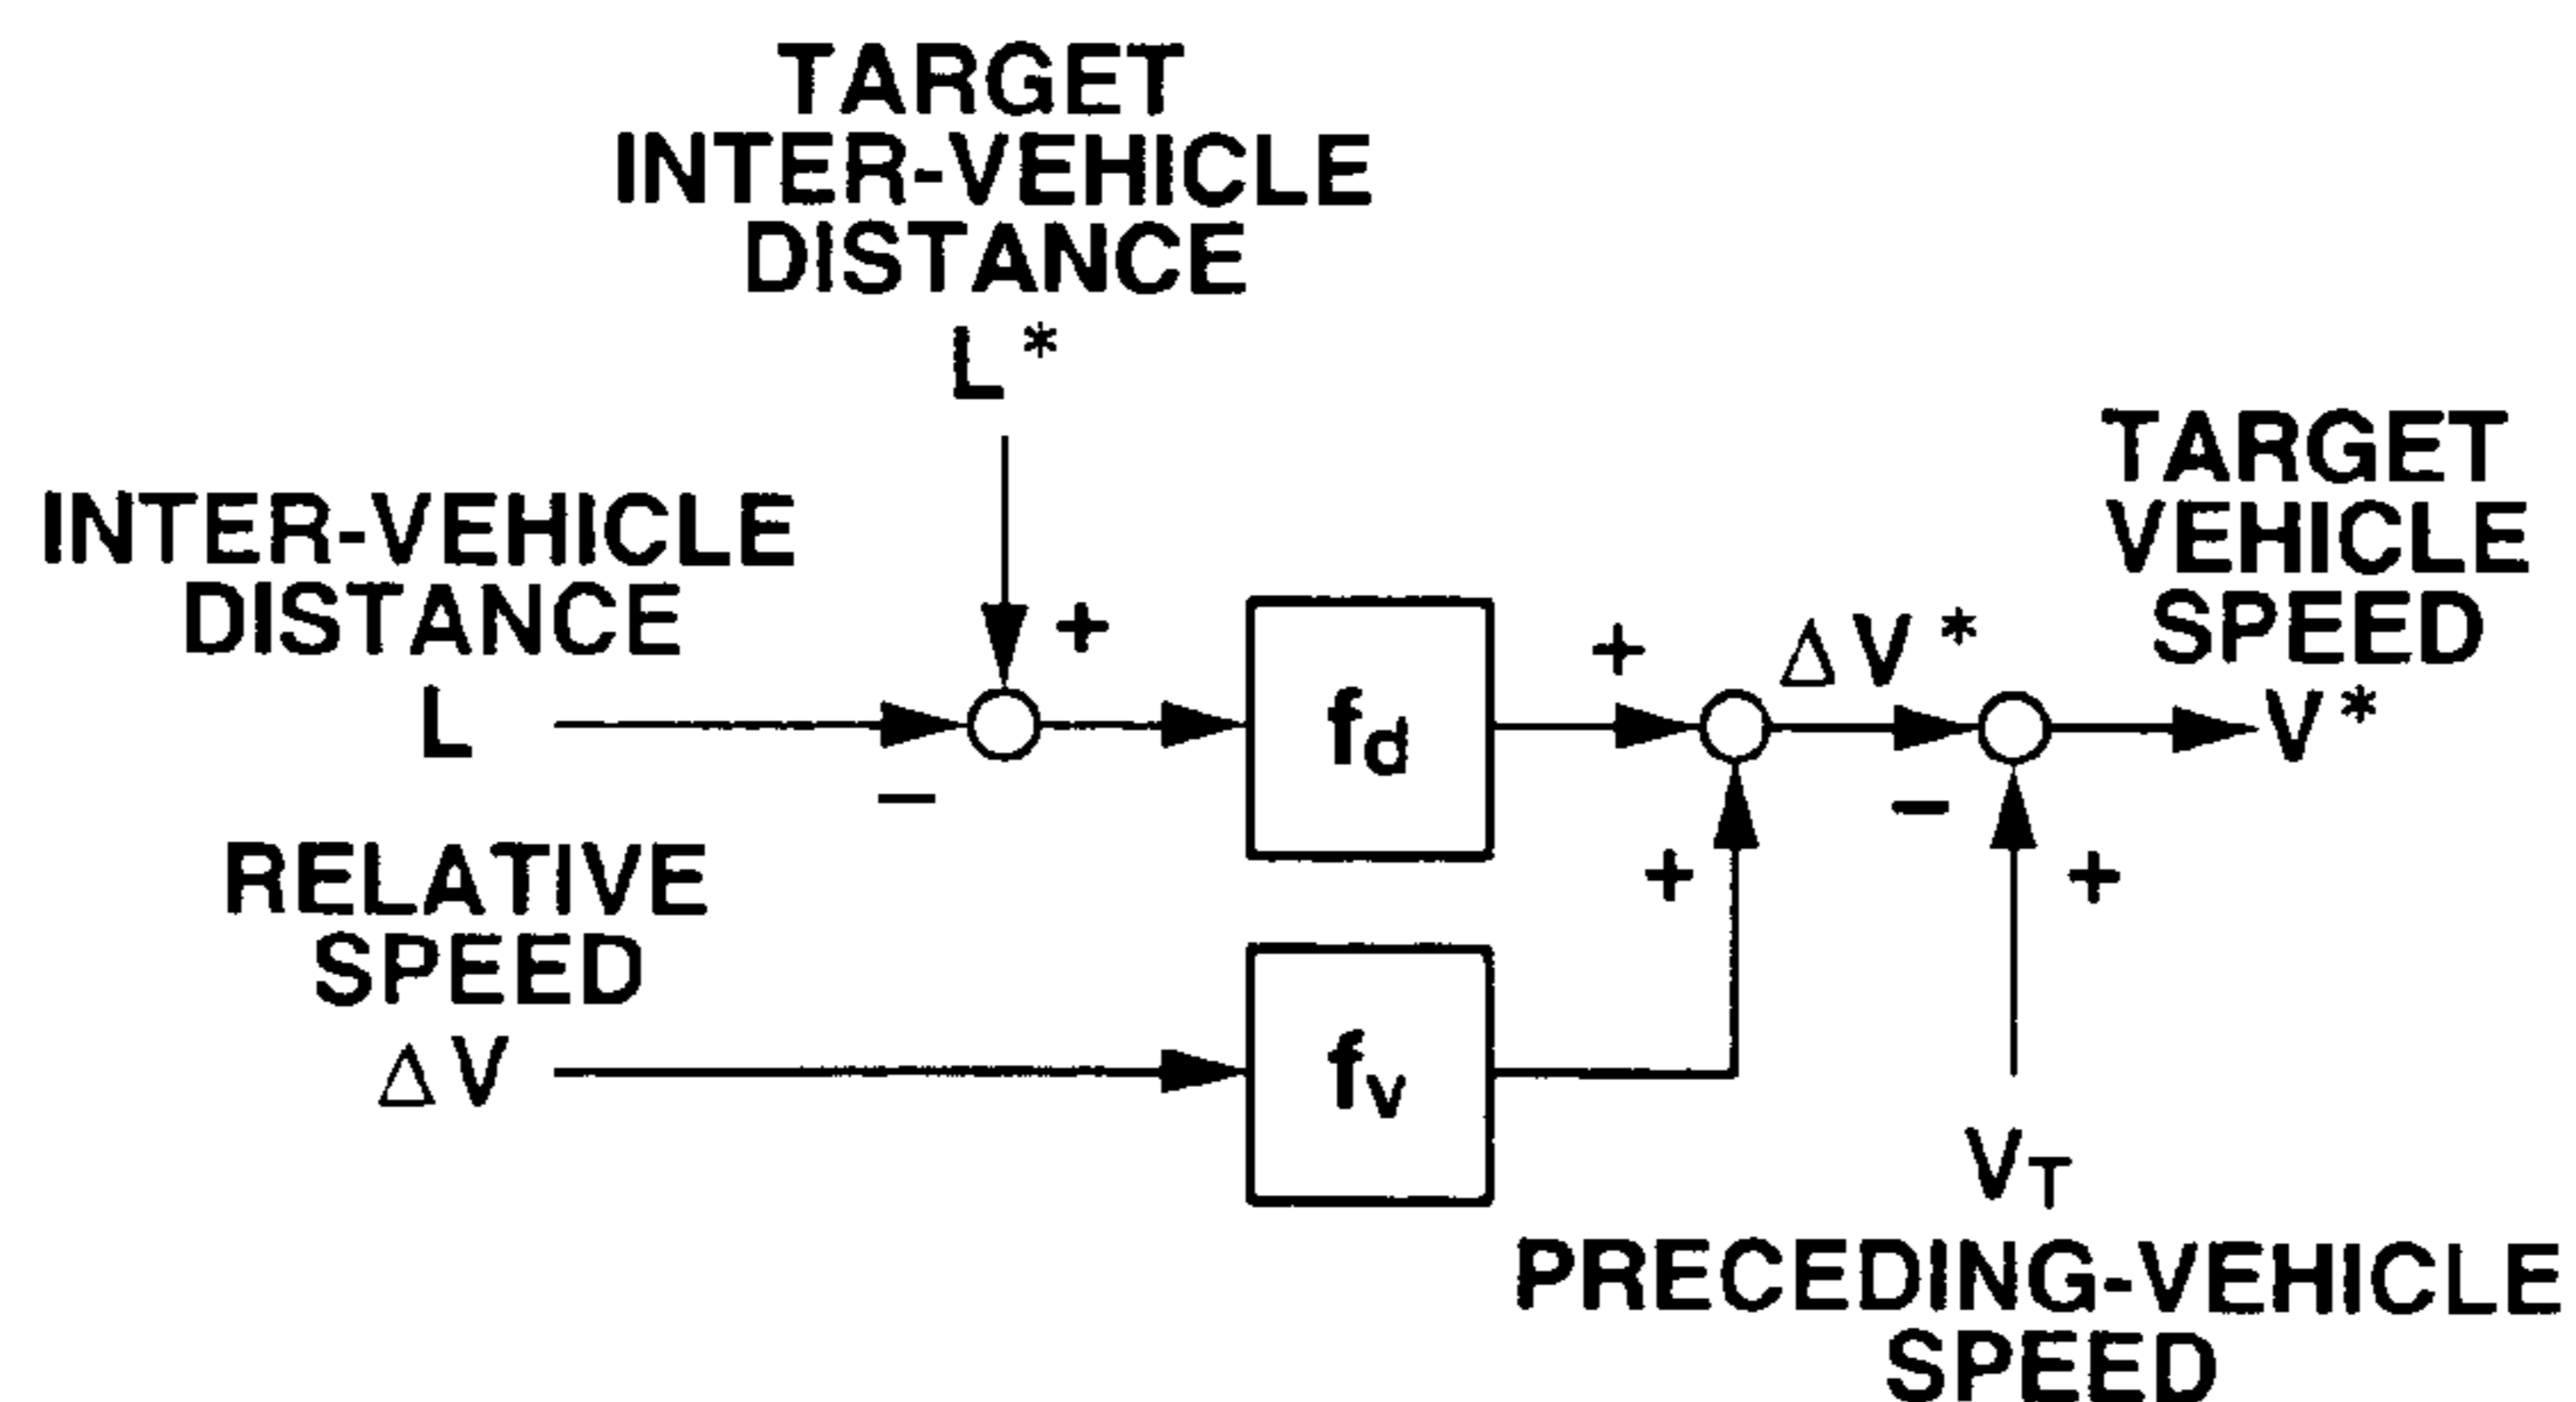 TARGET
INTER-VEHICLE
DISTANCE
L*
INTER-VEHICLE
DISTANCE
L
+
−
fd
+
ΔV*
TARGET
VEHICLE
SPEED
V*
RELATIVE
SPEED
ΔV
fv
+
−
+
VT
PRECEDING-VEHICLE
SPEED